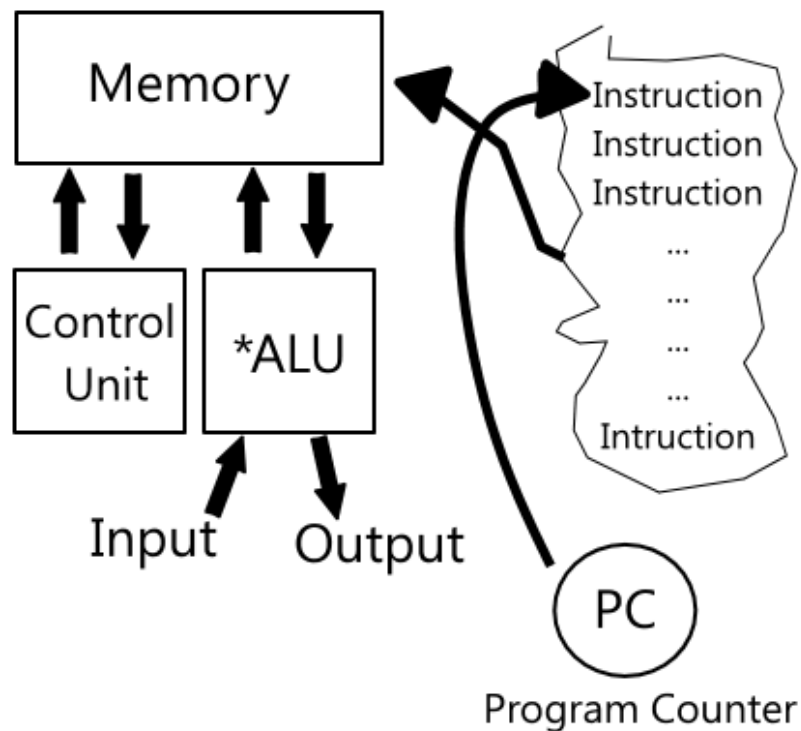 Memory
Control
Unit
*ALU
Input
Output
Instruction
Instruction
Instruction
...
...
...
...
Intruction
PC
Program Counter